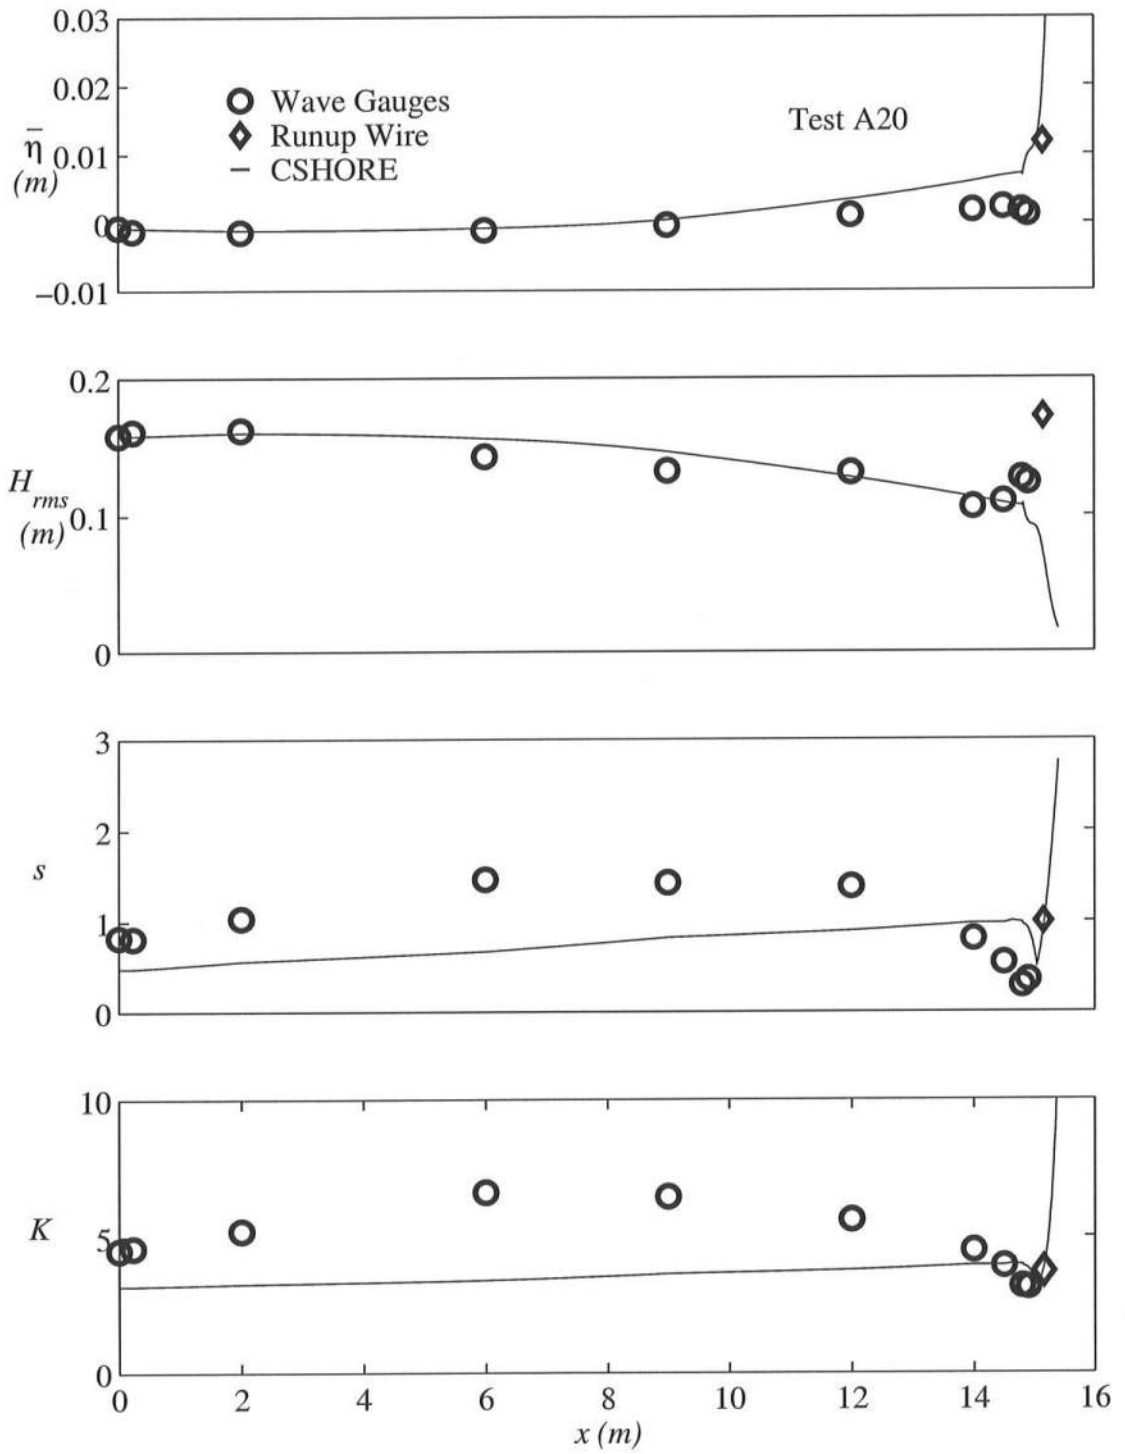 0.03
0.02
0.01
0
−0.01
η̄
(m)
Wave Gauges
Runup Wire
CSHORE
Test A20
0.2
0.1
0
H_rms
(m)
3
2
1
0
s
10
5
0
K
0 2 4 6 8 10 12 14 16
x (m)